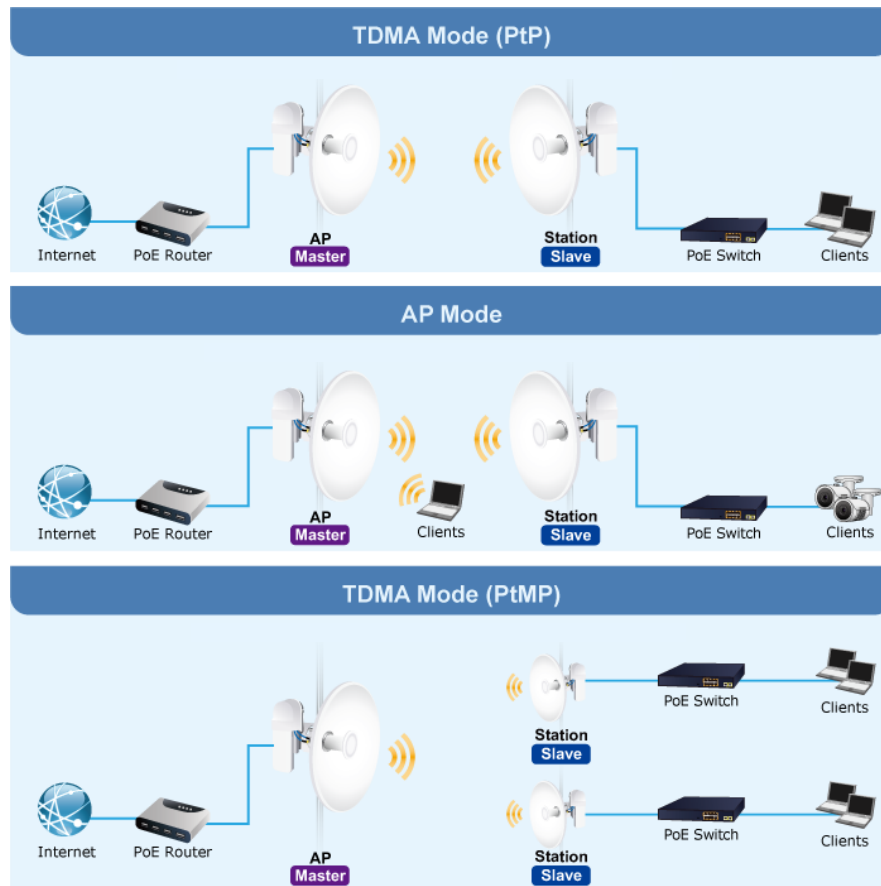 TDMA Mode (PtP)
Internet
PoE Router
AP
Master
Station
Slave
PoE Switch
Clients
AP Mode
Internet
PoE Router
AP
Master
Clients
Station
Slave
PoE Switch
Clients
TDMA Mode (PtMP)
Station
Slave
PoE Switch
Clients
Internet
PoE Router
AP
Master
Station
Slave
PoE Switch
Clients